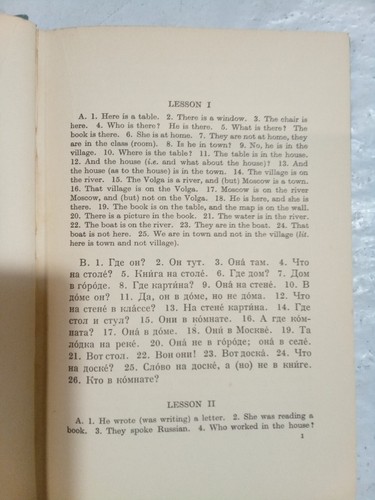 LESSON I
A. 1. Here is a table. 2. There is a window. 3. The chair is
here. 4. Who is there? He is there. 5. What is there? The
book is there. 6. She is at home. 7. They are not at home, they
are in the class (room). 8. Is he in town? 9. No, he is in the
village. 10. Where is the table? 11. The table is in the house.
12. And the house (i.e. and what about the house)? 13. And the
house (as to the house) is in the town. 14. The village is on
the river. 15. The Volga is a river, and (but) Moscow is a town.
16. That village is on the Volga. 17. Moscow is on the river
Moscow, and (but) not on the Volga. 18. He is here, and she is
there. 19. The book is on the table, and the map is on the wall.
20. There is a picture in the book. 21. The water is in the river.
22. The boat is on the river. 23. They are in the boat. 24. That
boat is not here. 25. We are in town and not in the village (lit.
here is town and not village).
B. 1. Где он? 2. Он тут. 3. Она́ там. 4. Что
на столе́? 5. Кни́га на столе́. 6. Где дом? 7. Дом
в го́роде. 8. Где карти́на? 9. Она́ на стене́. 10. В
до́ме он? 11. Да, он в до́ме, но не до́ма. 12. Что
на стене́ в кла́ссе? 13. На стене́ карти́на. 14. Где
стол и стул? 15. Они́ в ко́мнате. 16. А где ко́м-
ната? 17. Она́ в до́ме. 18. Они́ в Москве́. 19. Та
ло́дка на реке́. 20. Она́ не в го́роде; она́ в селе́.
21. Вот стол. 22. Вон они́! 23. Вот доска́. 24. Что
на доске́? 25. Сло́во на доске́, а (но) не в кни́ге.
26. Кто в ко́мнате?
LESSON II
A. 1. He wrote (was writing) a letter. 2. She was reading a
book. 3. They spoke Russian. 4. Who worked in the house?
1